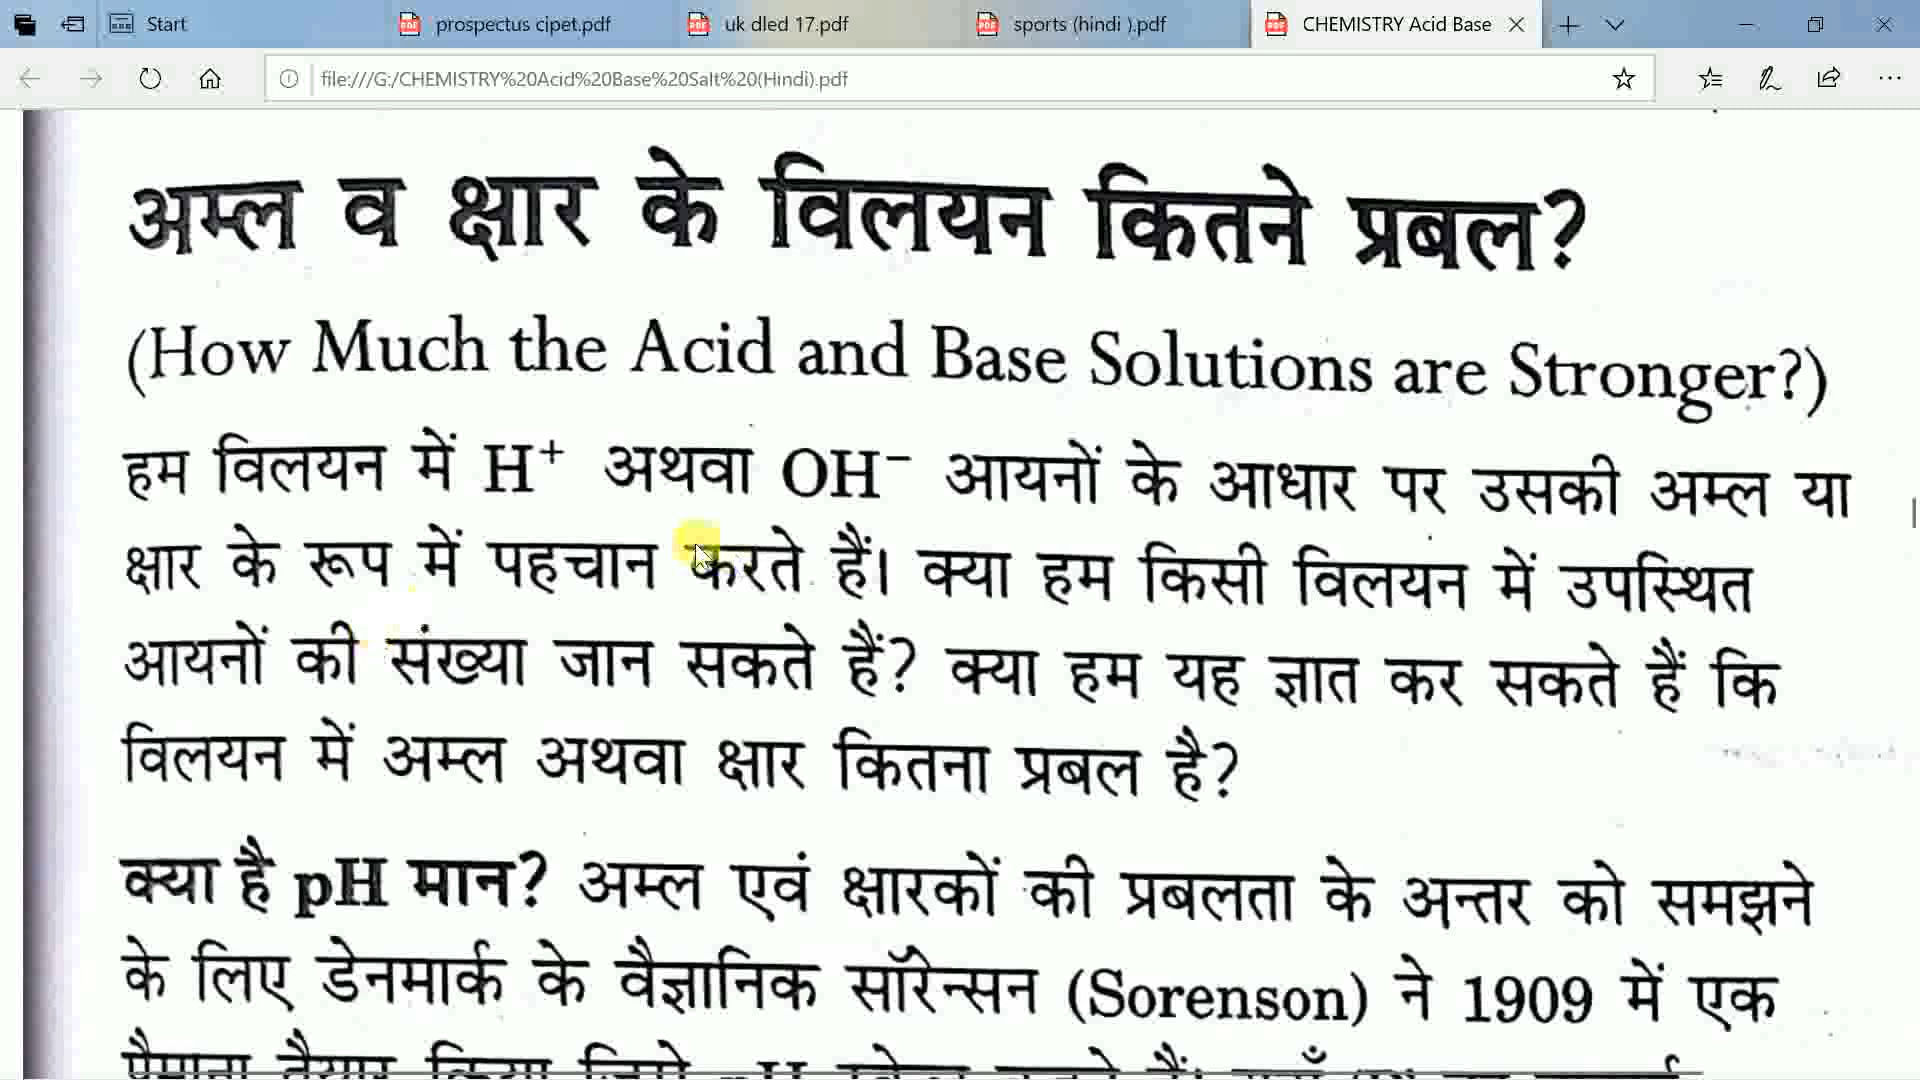 Start
prospectus cipet.pdf
uk dled 17.pdf
sports (hindi ).pdf
CHEMISTRY Acid Base
file:///G:/CHEMISTRY%20Acid%20Base%20Salt%20(Hindi).pdf
अम्ल व क्षार के विलयन कितने प्रबल?
(How Much the Acid and Base Solutions are Stronger?)
हम विलयन में H⁺ अथवा OH⁻ आयनों के आधार पर उसकी अम्ल या
क्षार के रूप में पहचान करते हैं। क्या हम किसी विलयन में उपस्थित
आयनों की संख्या जान सकते हैं? क्या हम यह ज्ञात कर सकते हैं कि
विलयन में अम्ल अथवा क्षार कितना प्रबल है?
क्या है pH मान? अम्ल एवं क्षारकों की प्रबलता के अन्तर को समझने
के लिए डेनमार्क के वैज्ञानिक सॉरेन्सन (Sorenson) ने 1909 में एक